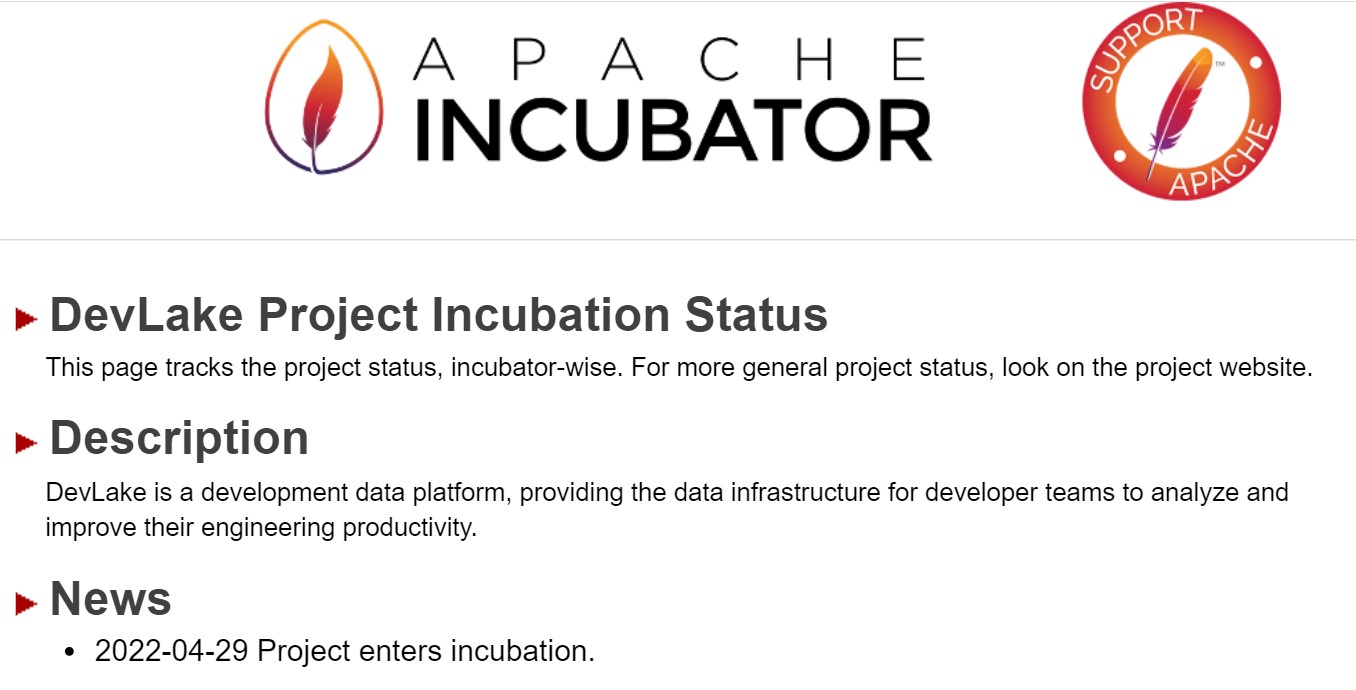 A P A C H E
INCUBATOR
SUPPORT
TM
APACHE
DevLake Project Incubation Status
This page tracks the project status, incubator-wise. For more general project status, look on the project website.
Description
DevLake is a development data platform, providing the data infrastructure for developer teams to analyze and
improve their engineering productivity.
News
• 2022-04-29 Project enters incubation.